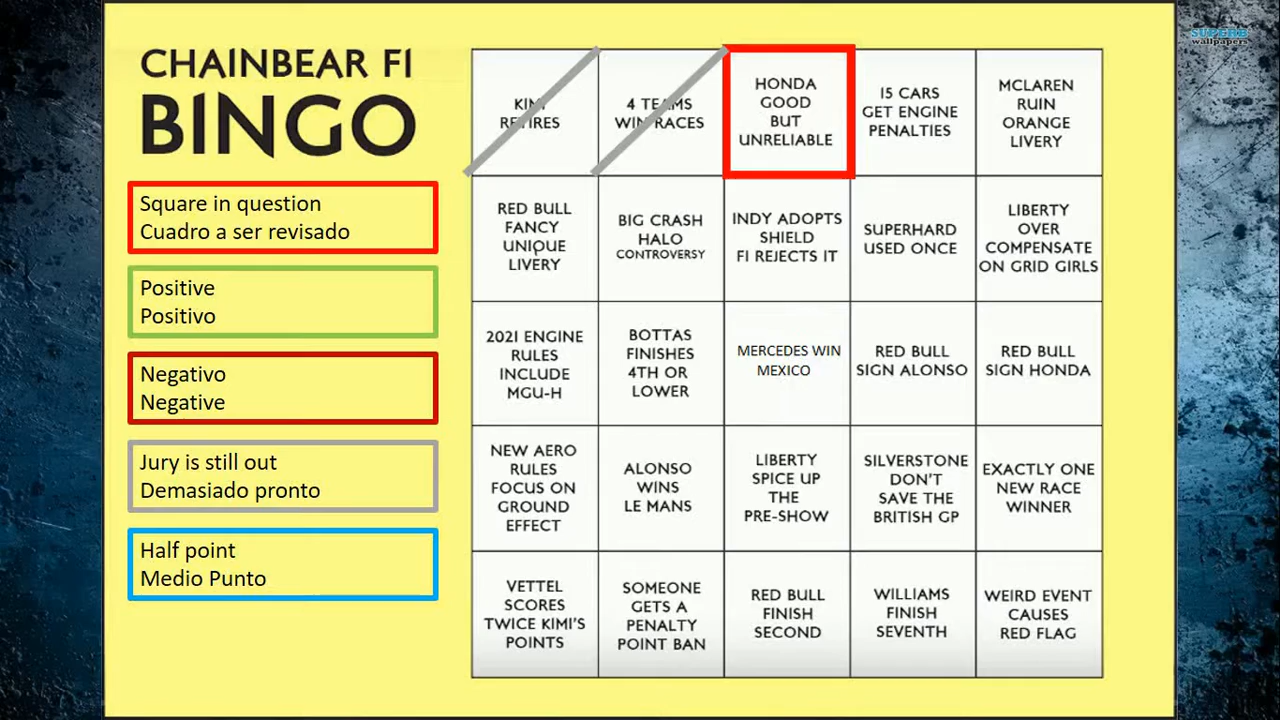 CHAINBEAR F1
BINGO
Square in question
Cuadro a ser revisado
Positive
Positivo
Negativo
Negative
Jury is still out
Demasiado pronto
Half point
Medio Punto
KIMI
RETIRES
4 TEAMS
WIN RACES
HONDA
GOOD
BUT
UNRELIABLE
15 CARS
GET ENGINE
PENALTIES
MCLAREN
RUIN
ORANGE
LIVERY
RED BULL
FANCY
UNIQUE
LIVERY
BIG CRASH
HALO
CONTROVERSY
INDY ADOPTS
SHIELD
F1 REJECTS IT
SUPERHARD
USED ONCE
LIBERTY
OVER
COMPENSATE
ON GRID GIRLS
2021 ENGINE
RULES
INCLUDE
MGU-H
BOTTAS
FINISHES
4TH OR
LOWER
MERCEDES WIN
MEXICO
RED BULL
SIGN ALONSO
RED BULL
SIGN HONDA
NEW AERO
RULES
FOCUS ON
GROUND
EFFECT
ALONSO
WINS
LE MANS
LIBERTY
SPICE UP
THE
PRE-SHOW
SILVERSTONE
DON'T
SAVE THE
BRITISH GP
EXACTLY ONE
NEW RACE
WINNER
VETTEL
SCORES
TWICE KIMI'S
POINTS
SOMEONE
GETS A
PENALTY
POINT BAN
RED BULL
FINISH
SECOND
WILLIAMS
FINISH
SEVENTH
WEIRD EVENT
CAUSES
RED FLAG
SUPERB
wallpapers